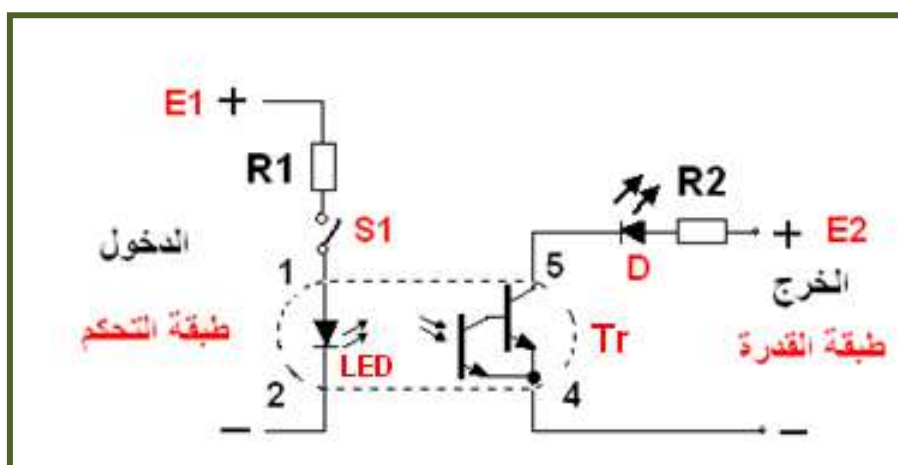 E1 +
R1
S1
الدخول
طبقة التحكم
1
2
LED
−
5
4
Tr
D
R2
+ E2
الخرج
طبقة القدرة
−